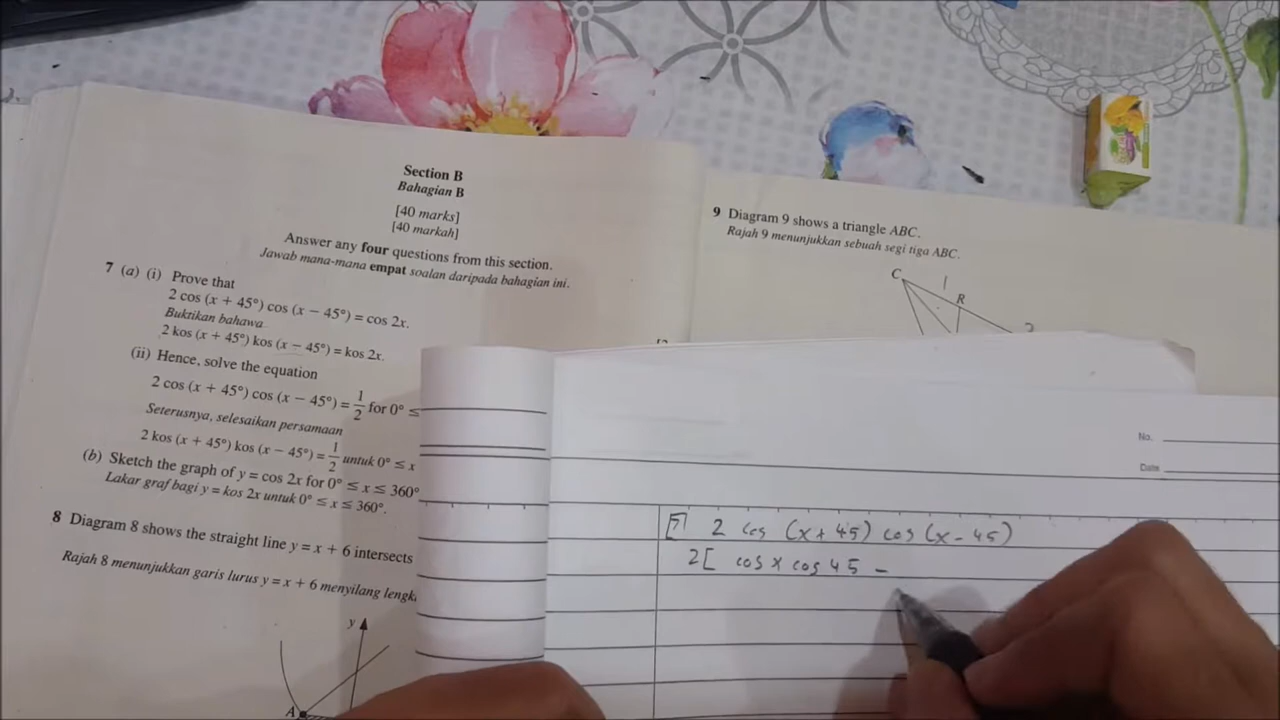 Section B
Bahagian B
[40 marks]
[40 markah]
Answer any four questions from this section.
Jawab mana-mana empat soalan daripada bahagian ini.
7 (a) (i) Prove that
2 cos (x + 45°) cos (x − 45°) = cos 2x.
Buktikan bahawa
2 kos (x + 45°) kos (x − 45°) = kos 2x.
(ii) Hence, solve the equation
2 cos (x + 45°) cos (x − 45°) = 1/2 for 0° ≤
Seterusnya, selesaikan persamaan
2 kos (x + 45°) kos (x − 45°) = 1/2 untuk 0° ≤ x
(b) Sketch the graph of y = cos 2x for 0° ≤ x ≤ 360°
Lakar graf bagi y = kos 2x untuk 0° ≤ x ≤ 360°.
8 Diagram 8 shows the straight line y = x + 6 intersects
Rajah 8 menunjukkan garis lurus y = x + 6 menyilang
y
A
9 Diagram 9 shows a triangle ABC.
Rajah 9 menunjukkan sebuah segi tiga ABC.
C
R
No.
Date
7 2 cos (x + 45) cos (x − 45)
2[ cos x cos 45 −